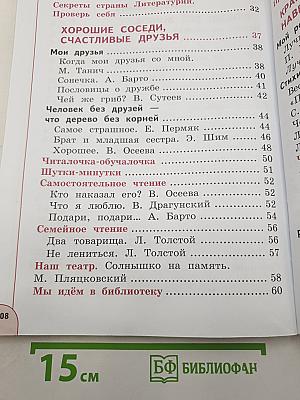 Секреты страны Литературии.
Проверь себя 32
ХОРОШИЕ СОСЕДИ,
СЧАСТЛИВЫЕ ДРУЗЬЯ 37
Мои друзья 38
Когда мои друзья со мной.
М. Танич 38
Сонечка. А. Барто 40
Пословицы о дружбе 42
Чей же гриб? В. Сутеев 42
Человек без друзей —
что дерево без корней 44
Самое страшное. Е. Пермяк 44
Брат и младшая сестра. Э. Шим 44
Хорошее. В. Осеева 48
Читалочка-обучалочка 50
Шутки-минутки 51
Самостоятельное чтение 52
Кто наказал его? В. Осеева 52
Что я люблю. В. Драгунский 52
Подари, подари... А. Барто 54
Семейное чтение 56
Два товарища. Л. Толстой 56
Не лениться. Л. Толстой 57
Наш театр. Солнышко на память.
М. Пляцковский 58
Мы идём в библиотеку 60
08
15 см
БФ БИБЛИОФАН